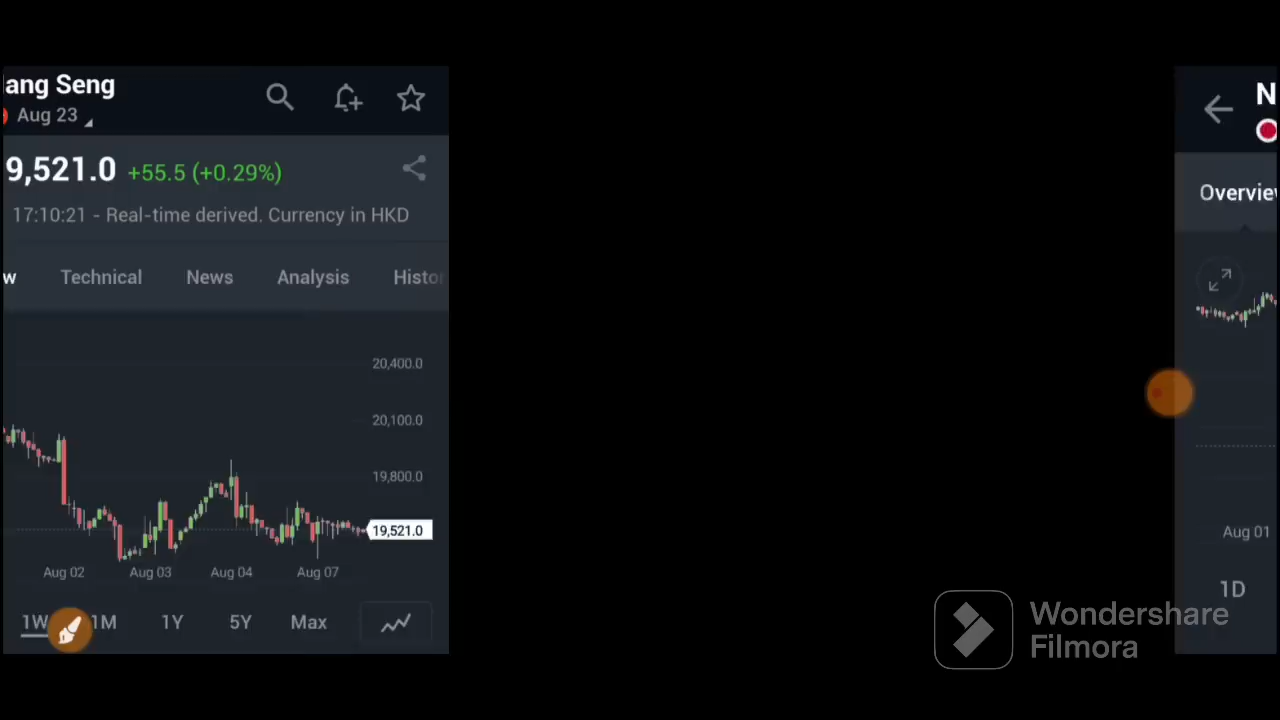 ang Seng
Aug 23
9,521.0 +55.5 (+0.29%)
17:10:21 - Real-time derived. Currency in HKD
w Technical News Analysis Histor
20,400.0
20,100.0
19,800.0
19,521.0
Aug 02 Aug 03 Aug 04 Aug 07
1W 1M 1Y 5Y Max
N
Overvie
Aug 01
1D
Wondershare
Filmora